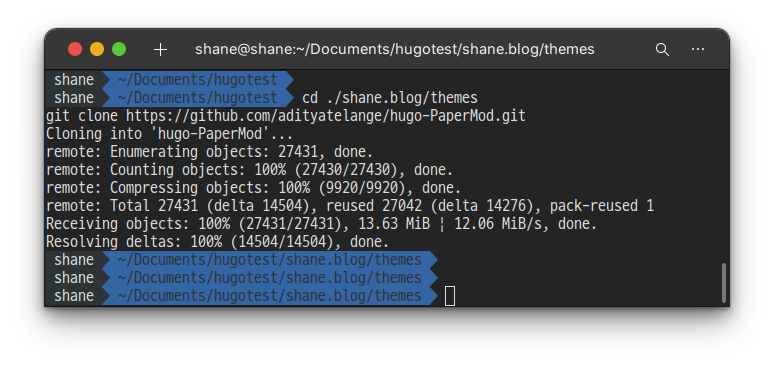 shane@shane:~/Documents/hugotest/shane.blog/themes
shane ~/Documents/hugotest
shane ~/Documents/hugotest cd ./shane.blog/themes
git clone https://github.com/adityatelange/hugo-PaperMod.git
Cloning into 'hugo-PaperMod'...
remote: Enumerating objects: 27431, done.
remote: Counting objects: 100% (27430/27430), done.
remote: Compressing objects: 100% (9920/9920), done.
remote: Total 27431 (delta 14504), reused 27042 (delta 14276), pack-reused 1
Receiving objects: 100% (27431/27431), 13.63 MiB ¦ 12.06 MiB/s, done.
Resolving deltas: 100% (14504/14504), done.
shane ~/Documents/hugotest/shane.blog/themes
shane ~/Documents/hugotest/shane.blog/themes
shane ~/Documents/hugotest/shane.blog/themes